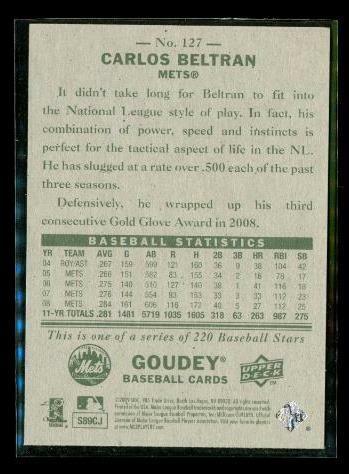 — No. 127 —
CARLOS BELTRAN
METS®
It didn't take long for Beltran to fit into
the National League style of play. In fact, his
combination of power, speed and instincts is
perfect for the tactical aspect of life in the NL.
He has slugged at a rate over .500 each of the
past three seasons.
Defensively, he wrapped up his third
consecutive Gold Glove Award in 2008.
BASEBALL STATISTICS
YR TEAM AVG G AB R H 2B 3B HR RBI SB
04 ROY/AST .267 159 599 121 160 36 9 38 104 42
05 METS .266 151 582 83 155 34 2 16 78 17
06 METS .275 140 510 127 140 38 1 41 116 18
07 METS .276 144 554 93 153 33 3 33 112 23
08 METS .284 161 606 116 172 40 5 27 112 25
11-YR TOTALS .281 1481 5719 1035 1605 318 63 263 987 275
This is one of a series of 220 Baseball Stars
Mets
GOUDEY®
BASEBALL CARDS
UPPER DECK
S89CJ